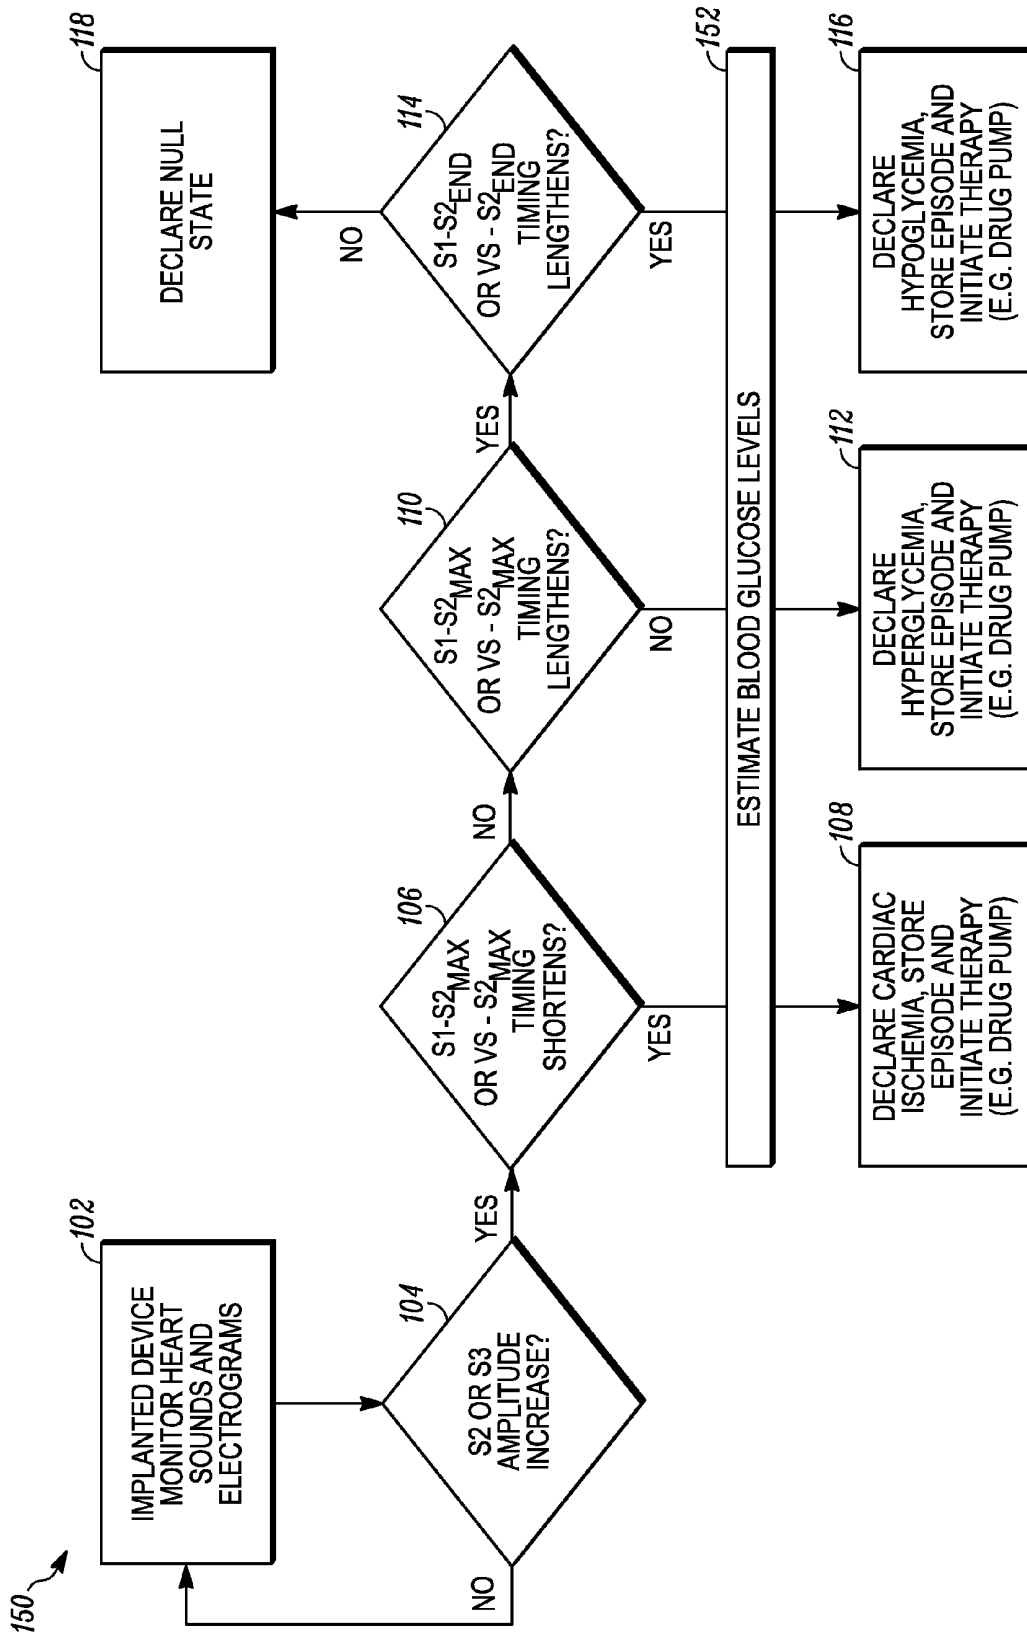 150
102
IMPLANTED DEVICE
MONITOR HEART
SOUNDS AND
ELECTROGRAMS
104
S2 OR S3
AMPLITUDE
INCREASE?
NO
YES
106
S1-S2MAX
OR VS - S2MAX
TIMING
SHORTENS?
NO
YES
110
S1-S2MAX
OR VS - S2MAX
TIMING
LENGTHENS?
YES
NO
114
S1-S2END
OR VS - S2END
TIMING
LENGTHENS?
NO
YES
118
DECLARE NULL
STATE
152
ESTIMATE BLOOD GLUCOSE LEVELS
108
DECLARE CARDIAC
ISCHEMIA, STORE
EPISODE AND
INITIATE THERAPY
(E.G. DRUG PUMP)
112
DECLARE
HYPERGLYCEMIA,
STORE EPISODE AND
INITIATE THERAPY
(E.G. DRUG PUMP)
116
DECLARE
HYPOGLYCEMIA,
STORE EPISODE AND
INITIATE THERAPY
(E.G. DRUG PUMP)